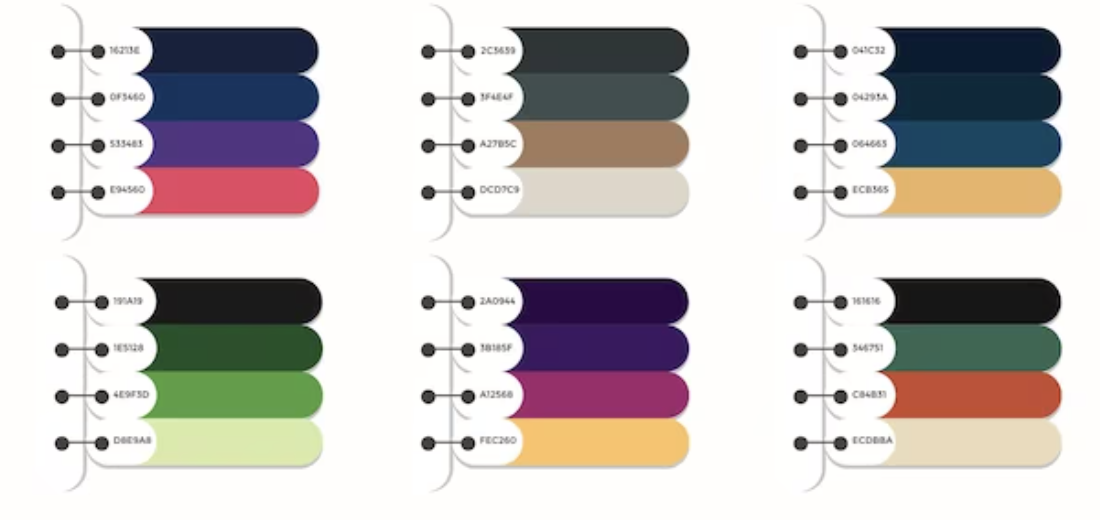 16213E
0F3460
533483
E94560
2C3639
3F4E4F
A27B5C
DCD7C9
041C32
04293A
064663
ECB365
191A19
1E5128
4E9F3D
D8E9A8
2A0944
3B185F
A12568
FEC260
161616
346751
C84B31
ECDBBA